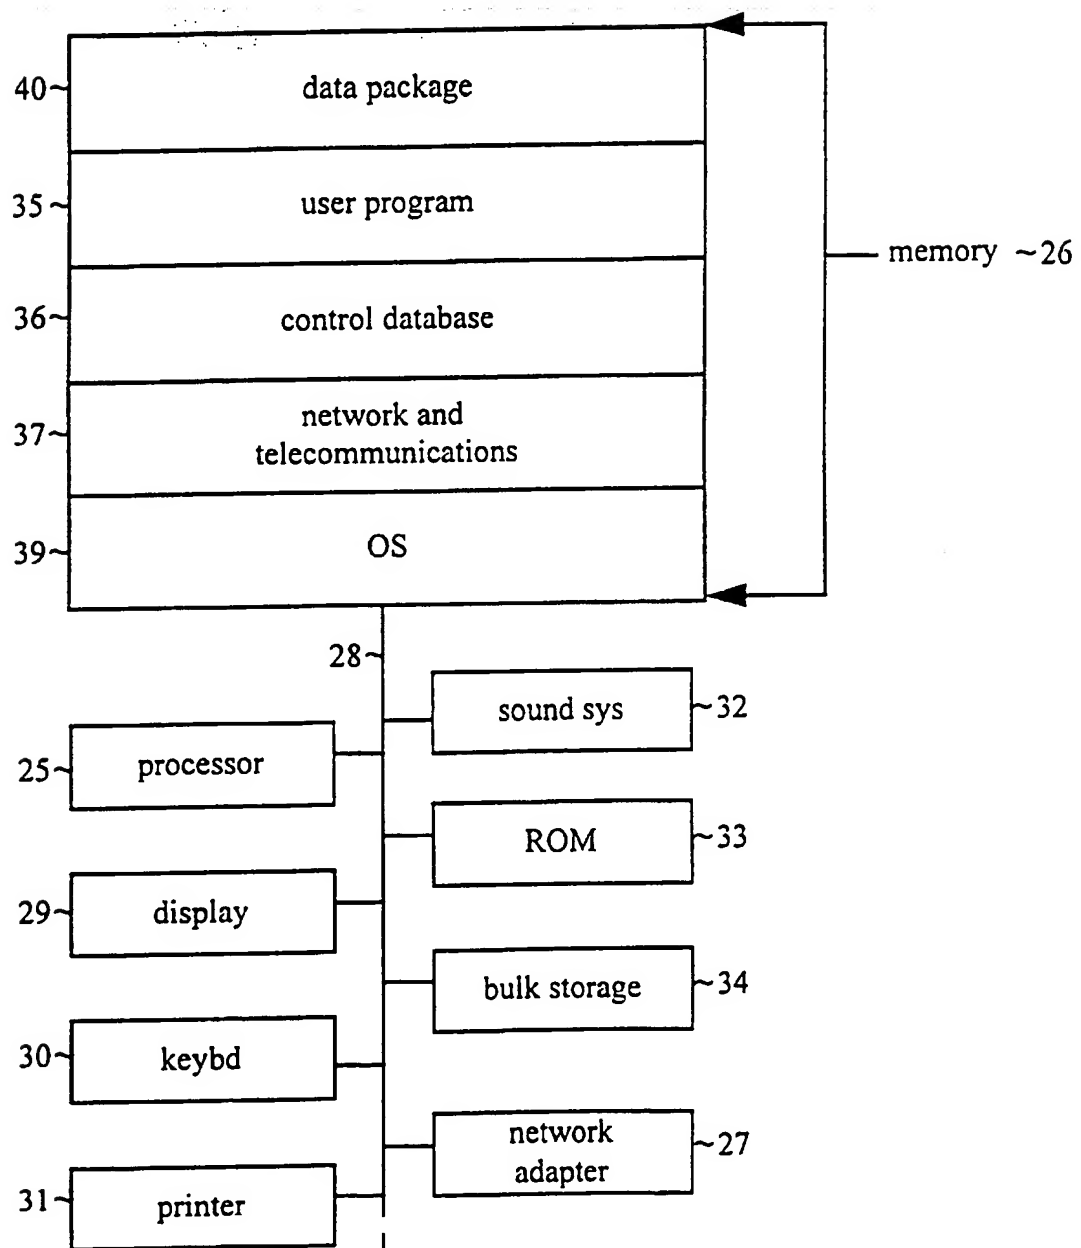 40~ data package
35~ user program
memory ~26
36~ control database
37~ network and
telecommunications
39~ OS
28~
sound sys ~32
25~ processor
ROM ~33
29~ display
bulk storage ~34
30~ keybd
network
adapter ~27
31~ printer